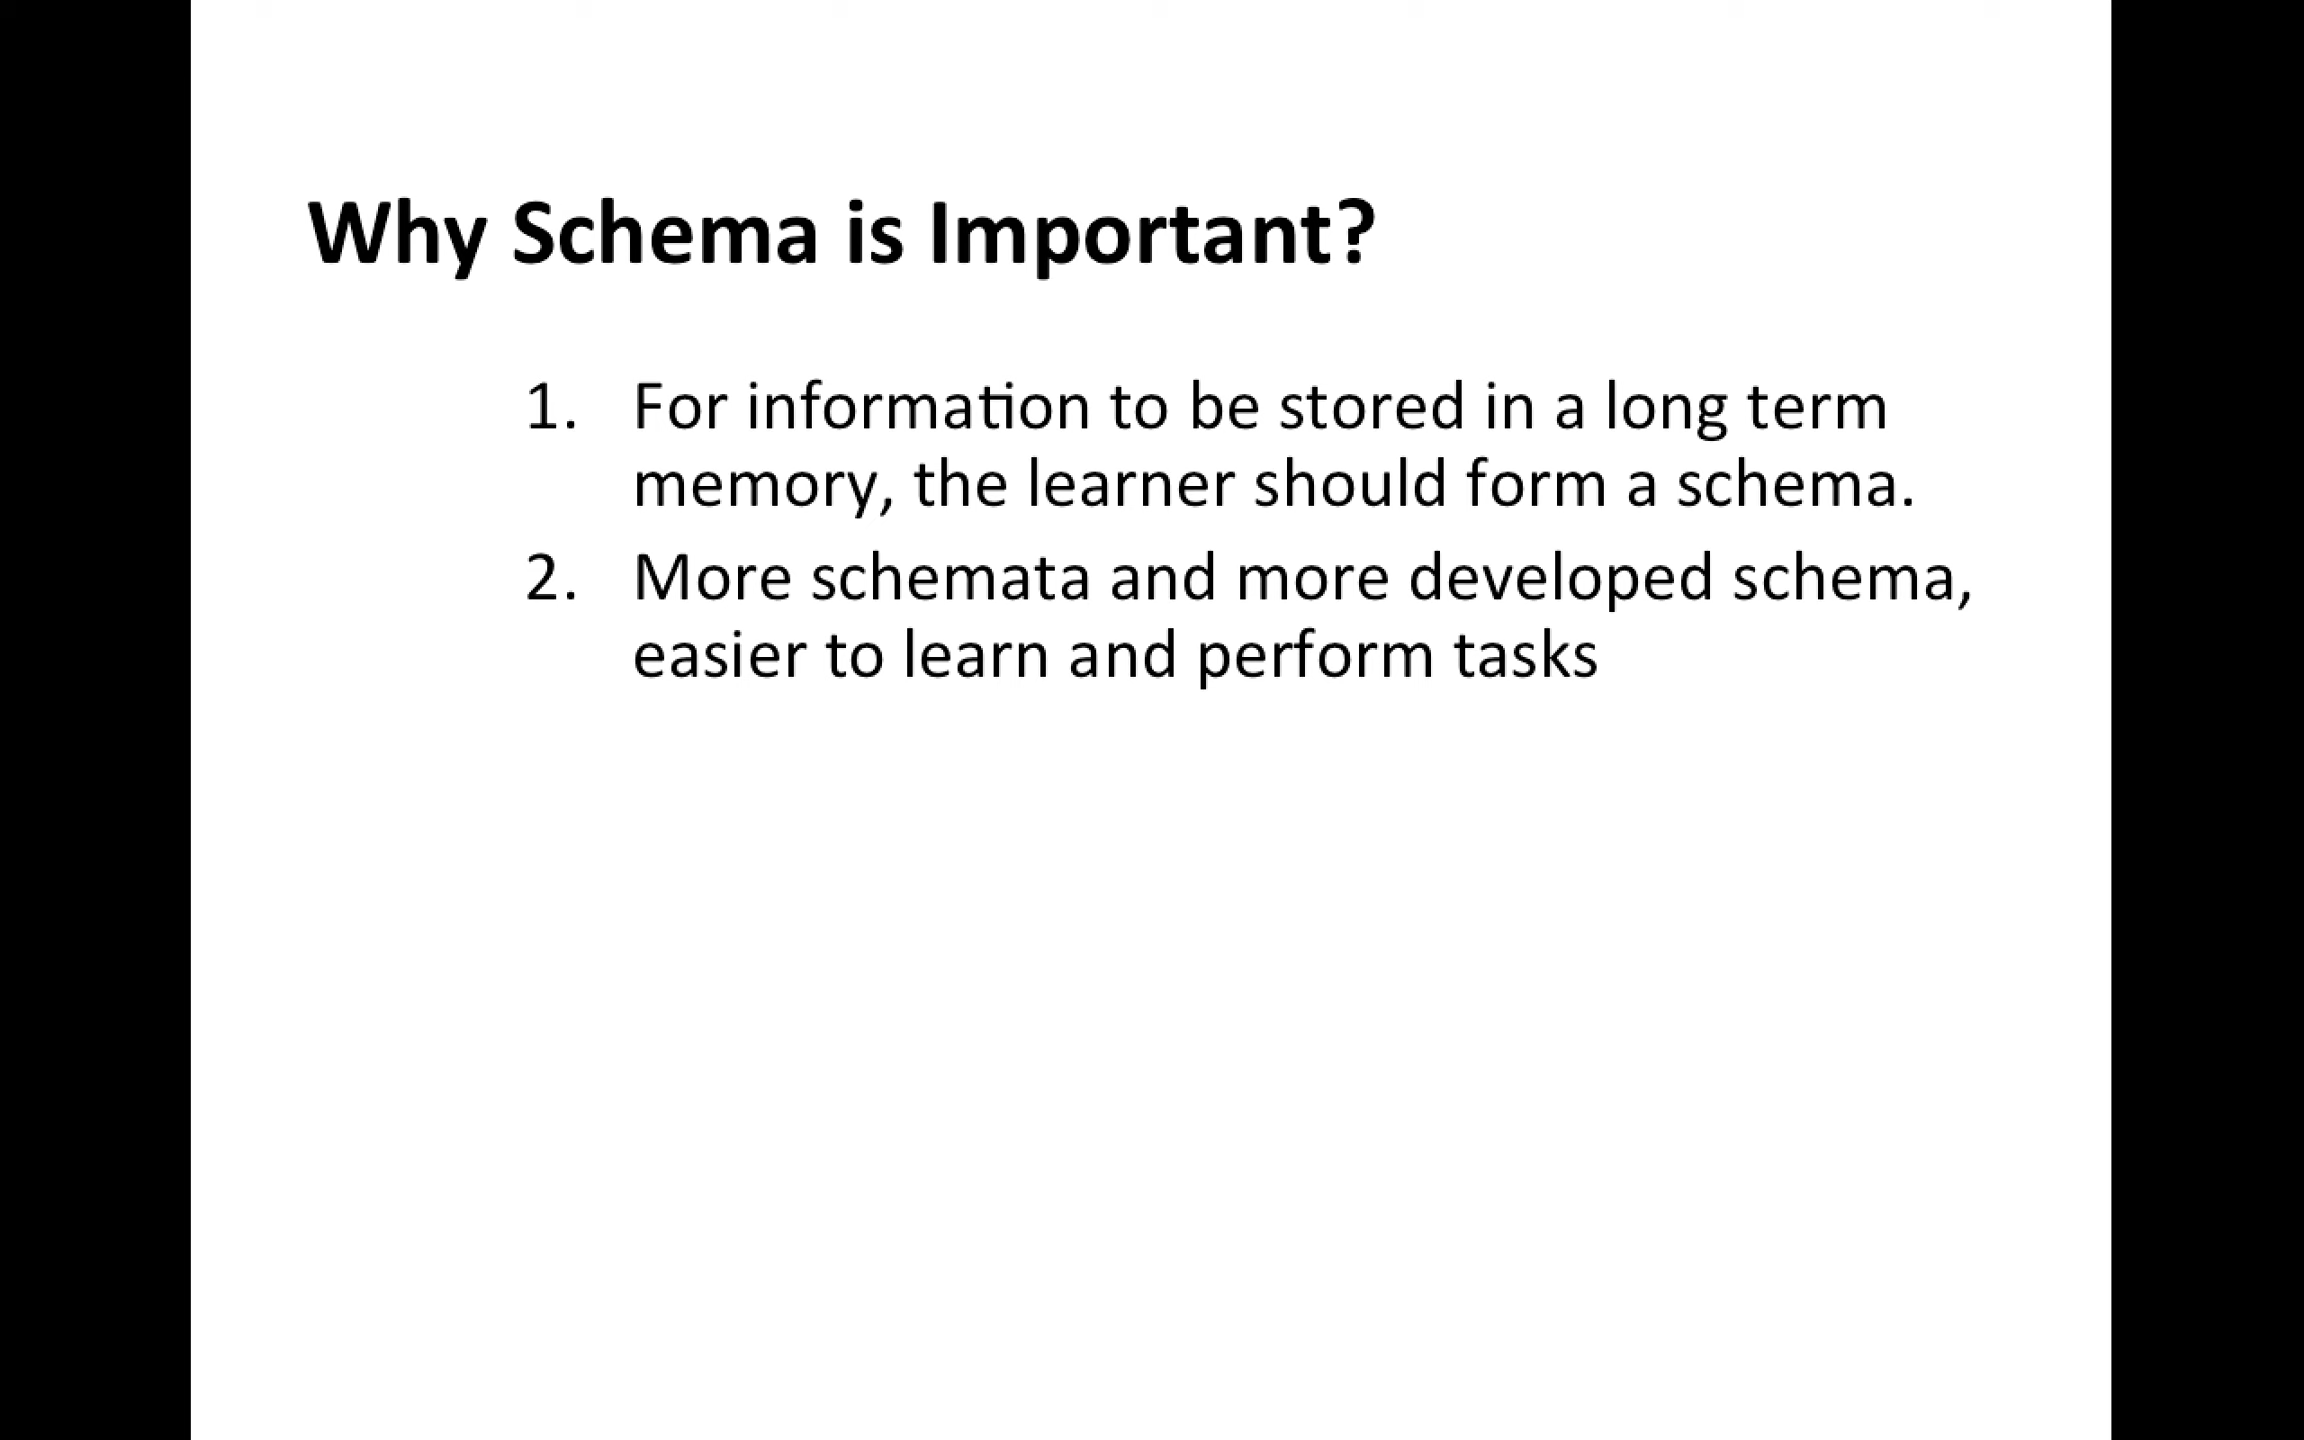 Why Schema is Important?
1. For information to be stored in a long term
memory, the learner should form a schema.
2. More schemata and more developed schema,
easier to learn and perform tasks